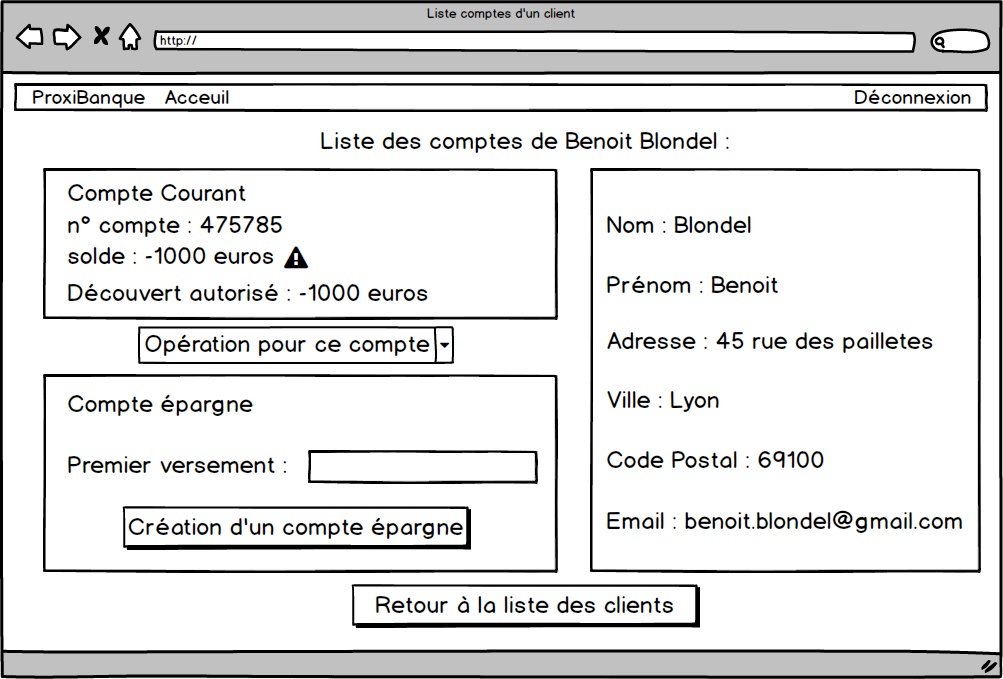 Liste comptes d'un client
http://
ProxiBanque Acceuil Déconnexion
Liste des comptes de Benoit Blondel :
Compte Courant
n° compte : 475785
solde : -1000 euros
Découvert autorisé : -1000 euros
Opération pour ce compte
Compte épargne
Premier versement :
Création d'un compte épargne
Nom : Blondel
Prénom : Benoit
Adresse : 45 rue des pailletes
Ville : Lyon
Code Postal : 69100
Email : benoit.blondel@gmail.com
Retour à la liste des clients